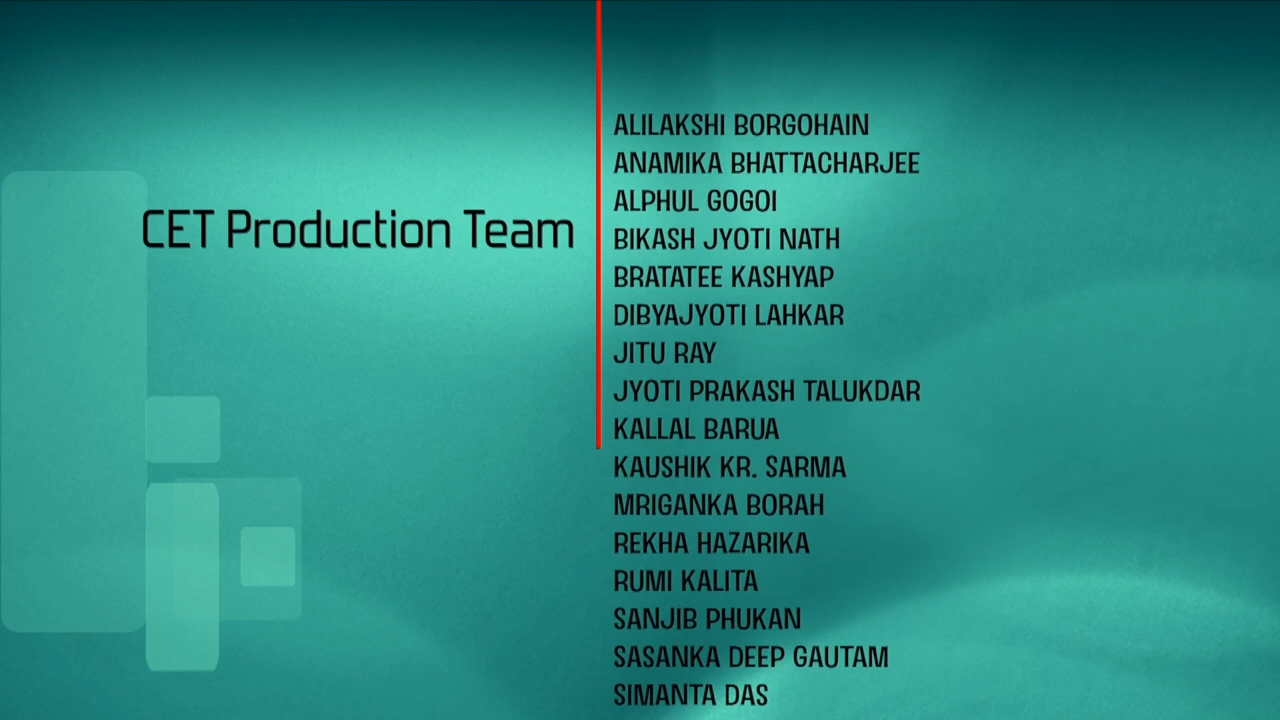 CET Production Team
ALILAKSHI BORGOHAIN
ANAMIKA BHATTACHARJEE
ALPHUL GOGOI
BIKASH JYOTI NATH
BRATATEE KASHYAP
DIBYAJYOTI LAHKAR
JITU RAY
JYOTI PRAKASH TALUKDAR
KALLAL BARUA
KAUSHIK KR. SARMA
MRIGANKA BORAH
REKHA HAZARIKA
RUMI KALITA
SANJIB PHUKAN
SASANKA DEEP GAUTAM
SIMANTA DAS